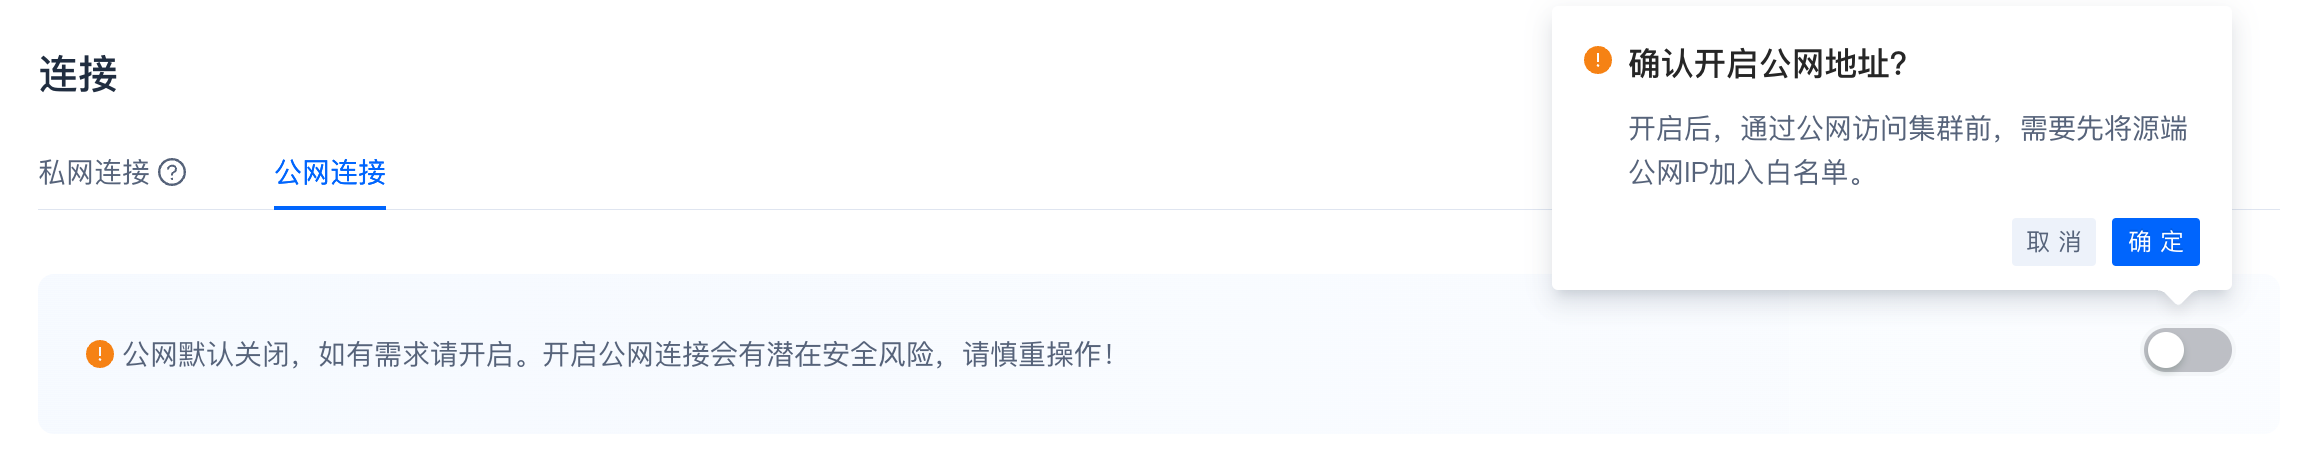 连接
私网连接
公网连接
确认开启公网地址?
开启后，通过公网访问集群前，需要先将源端
公网IP加入白名单。
取 消
确 定
公网默认关闭，如有需求请开启。开启公网连接会有潜在安全风险，请慎重操作！